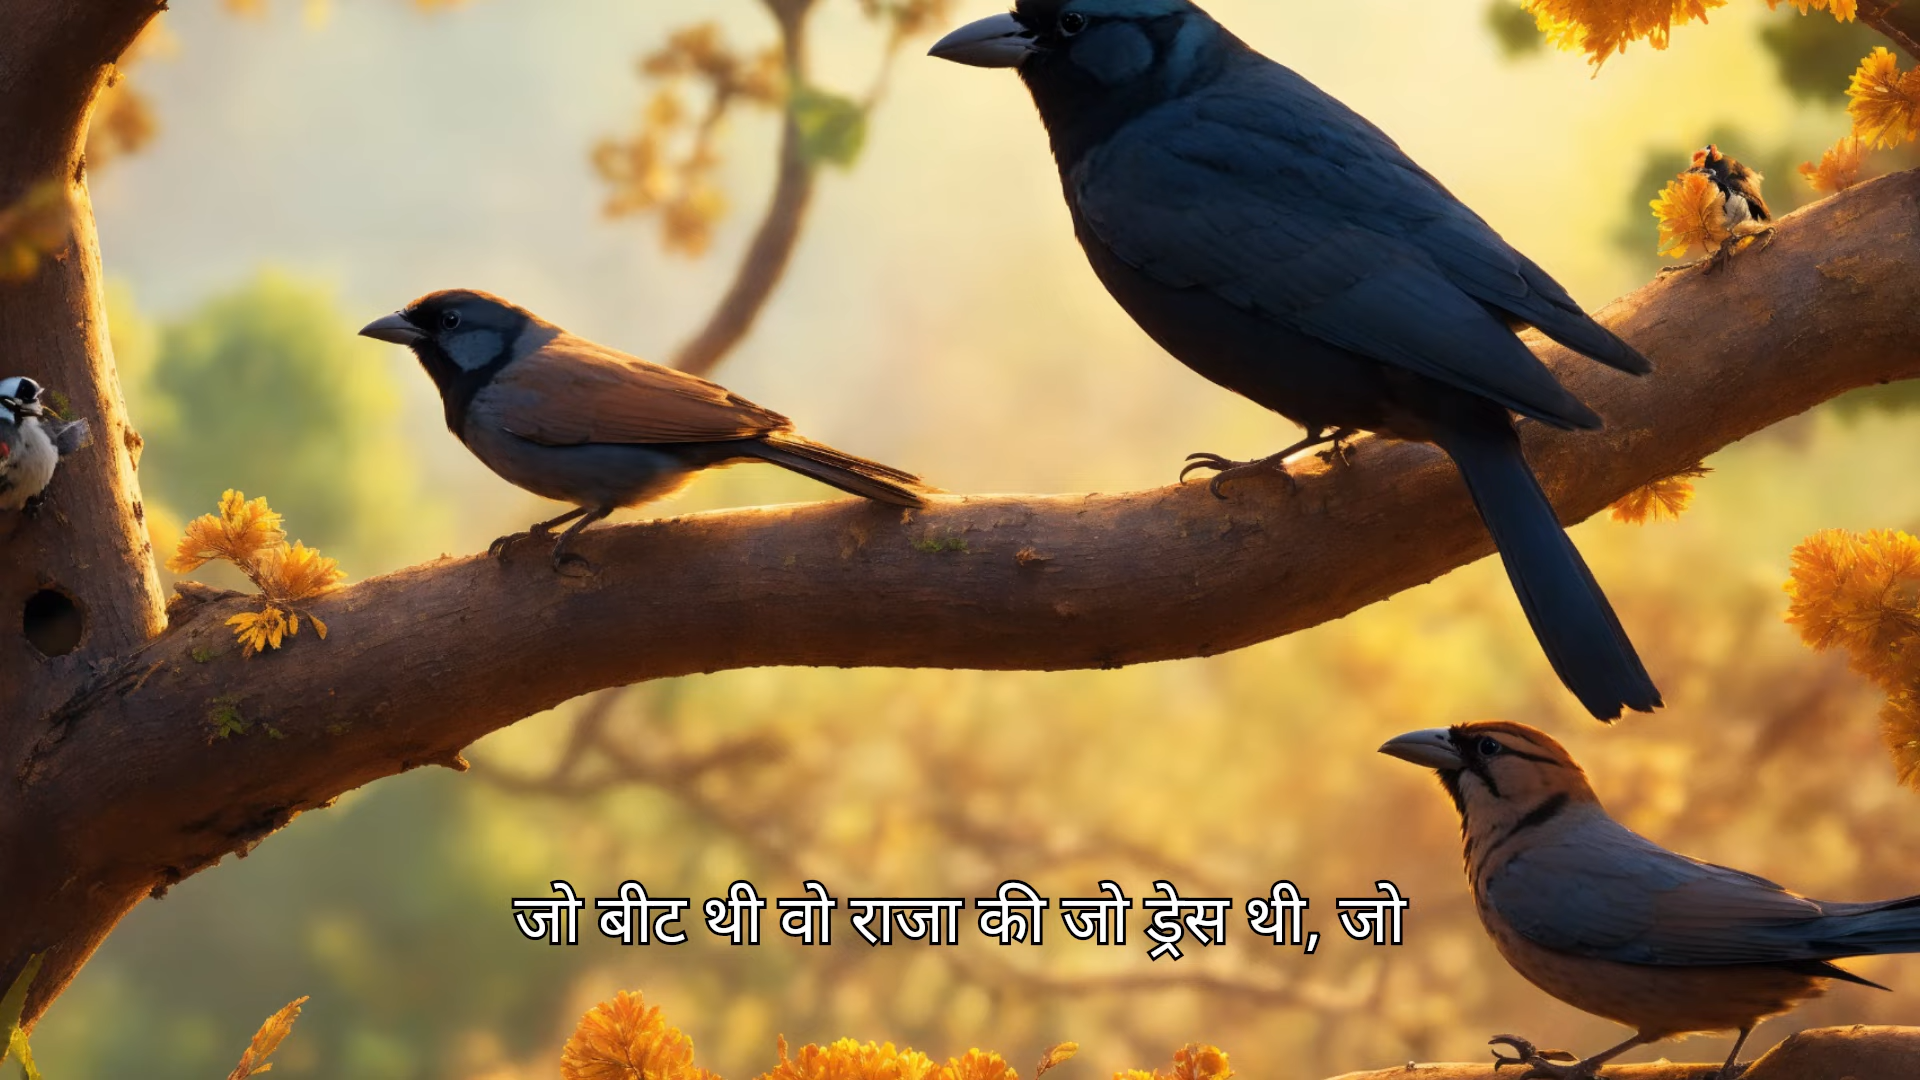 जो बीट थी वो राजा की जो ड्रेस थी, जो